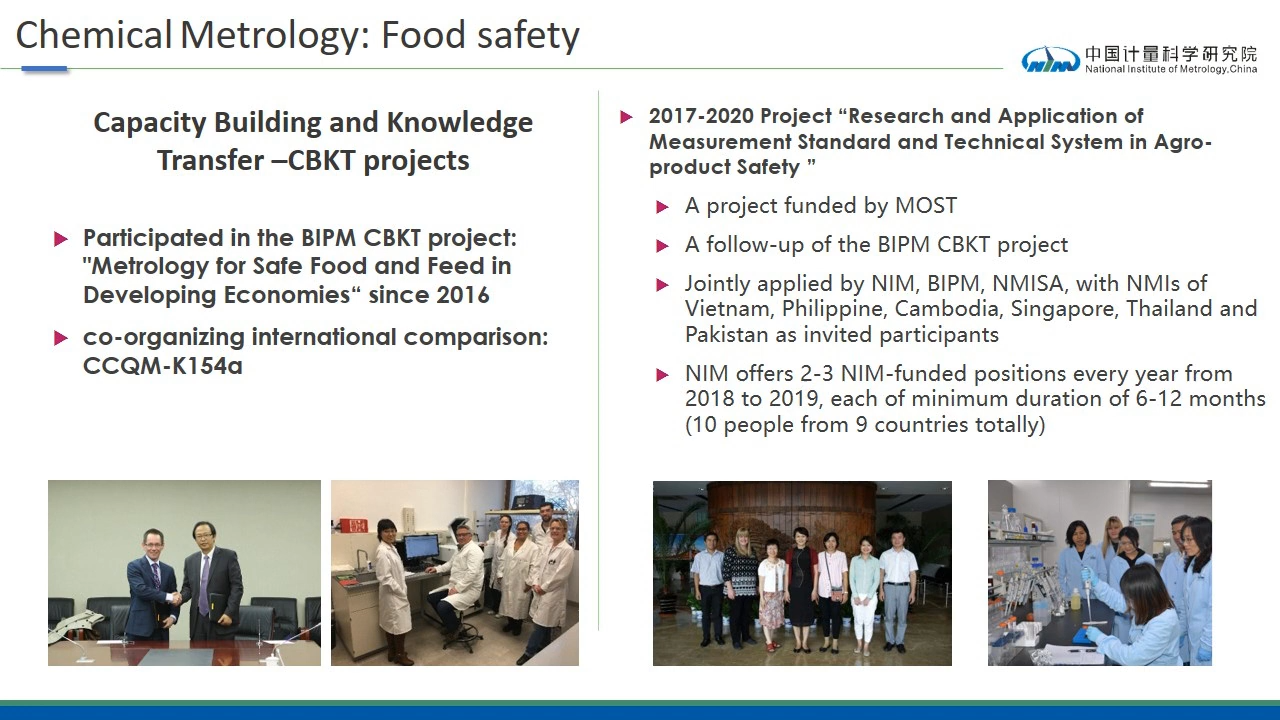 Chemical Metrology: Food safety
中国计量科学研究院
National Institute of Metrology,China
Capacity Building and Knowledge
Transfer –CBKT projects
Participated in the BIPM CBKT project:
"Metrology for Safe Food and Feed in
Developing Economies“ since 2016
co-organizing international comparison:
CCQM-K154a
2017-2020 Project “Research and Application of
Measurement Standard and Technical System in Agro-
product Safety ”
A project funded by MOST
A follow-up of the BIPM CBKT project
Jointly applied by NIM, BIPM, NMISA, with NMIs of
Vietnam, Philippine, Cambodia, Singapore, Thailand and
Pakistan as invited participants
NIM offers 2-3 NIM-funded positions every year from
2018 to 2019, each of minimum duration of 6-12 months
(10 people from 9 countries totally)